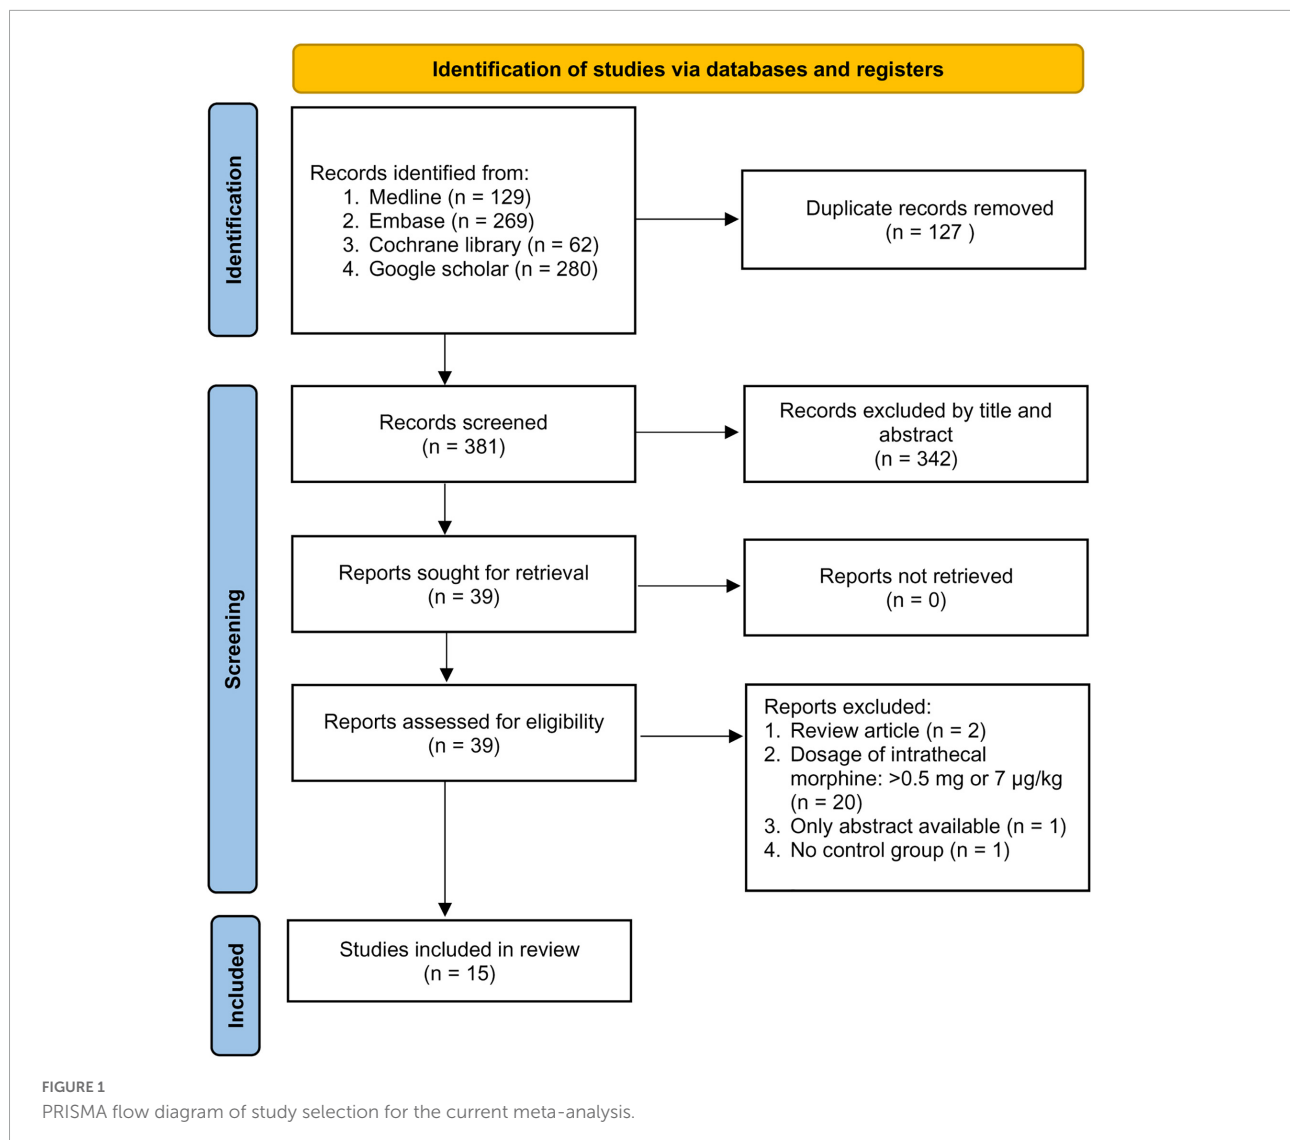 Identification of studies via databases and registers
Identification
Records identified from:
1. Medline (n = 129)
2. Embase (n = 269)
3. Cochrane library (n = 62)
4. Google scholar (n = 280)
Duplicate records removed
(n = 127 )
Screening
Records screened
(n = 381)
Records excluded by title and
abstract
(n = 342)
Reports sought for retrieval
(n = 39)
Reports not retrieved
(n = 0)
Reports assessed for eligibility
(n = 39)
Reports excluded:
1. Review article (n = 2)
2. Dosage of intrathecal
morphine: >0.5 mg or 7 µg/kg
(n = 20)
3. Only abstract available (n = 1)
4. No control group (n = 1)
Included
Studies included in review
(n = 15)
FIGURE 1
PRISMA flow diagram of study selection for the current meta-analysis.